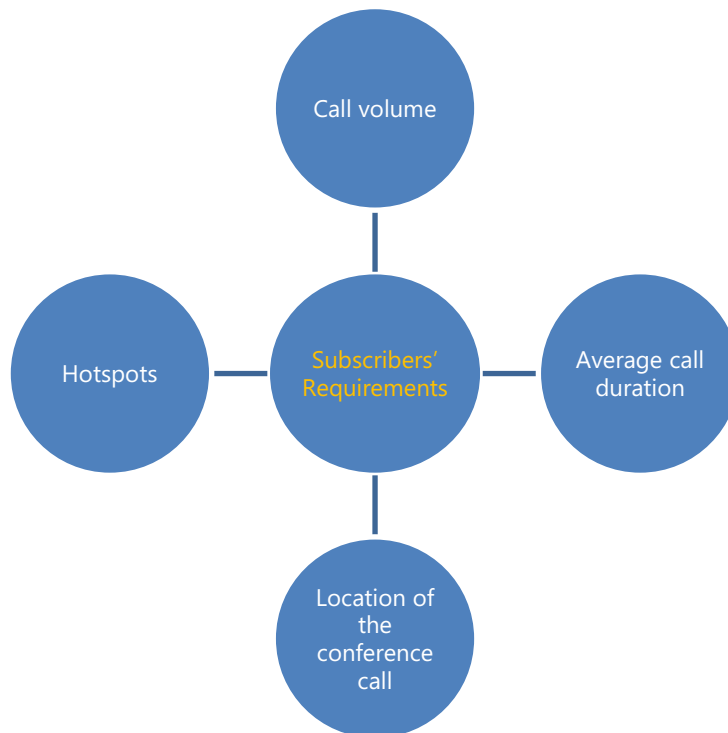 Call volume
Hotspots
Subscribers’
Requirements
Average call
duration
Location of
the
conference
call